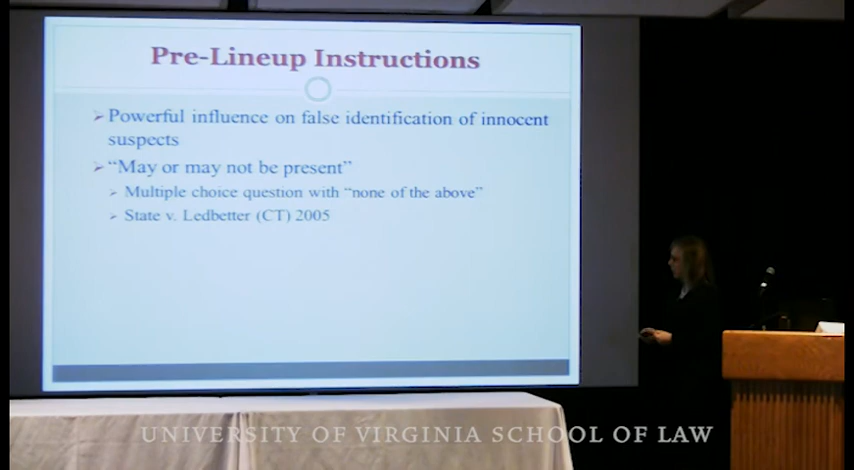 Pre-Lineup Instructions
Powerful influence on false identification of innocent
suspects
"May or may not be present"
Multiple choice question with "none of the above"
State v. Ledbetter (CT) 2005
UNIVERSITY OF VIRGINIA SCHOOL OF LAW